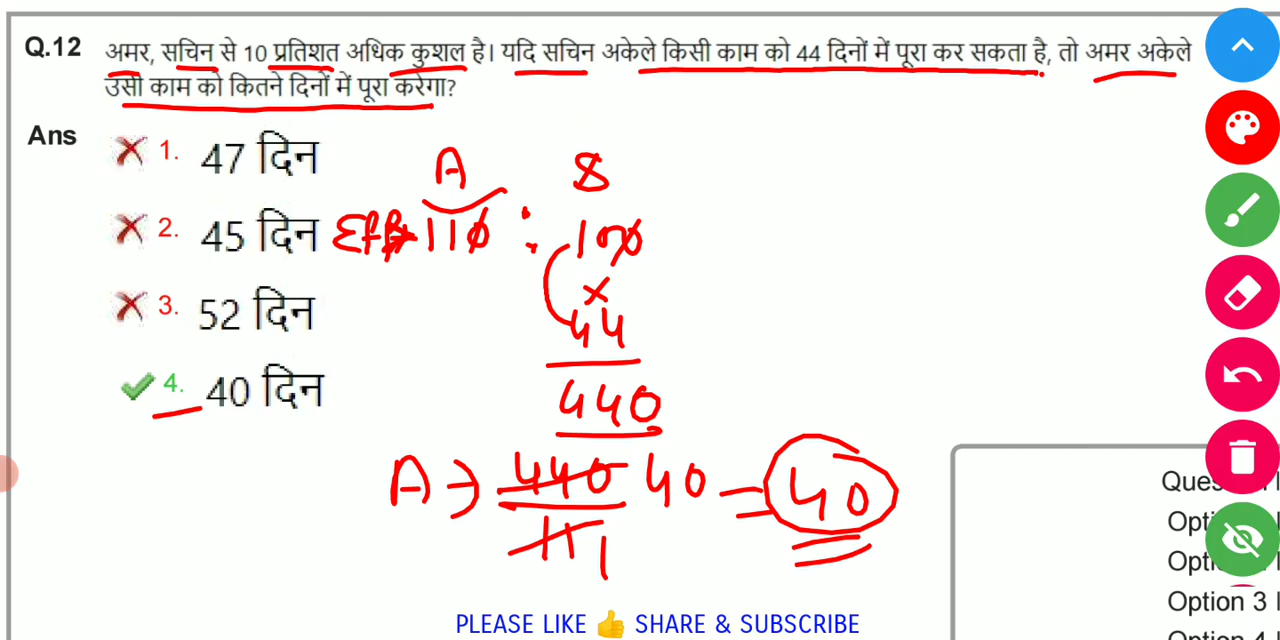 Q.12 अमर, सचिन से 10 प्रतिशत अधिक कुशल है। यदि सचिन अकेले किसी काम को 44 दिनों में पूरा कर सकता है, तो अमर अकेले
उसी काम को कितने दिनों में पूरा करेगा?
Ans
1. 47 दिन
2. 45 दिन
3. 52 दिन
4. 40 दिन
A S
110 : 100
×
44
440
A → 440 40 = 40
11 1
Opti
Option 3 I
PLEASE LIKE 👍 SHARE & SUBSCRIBE